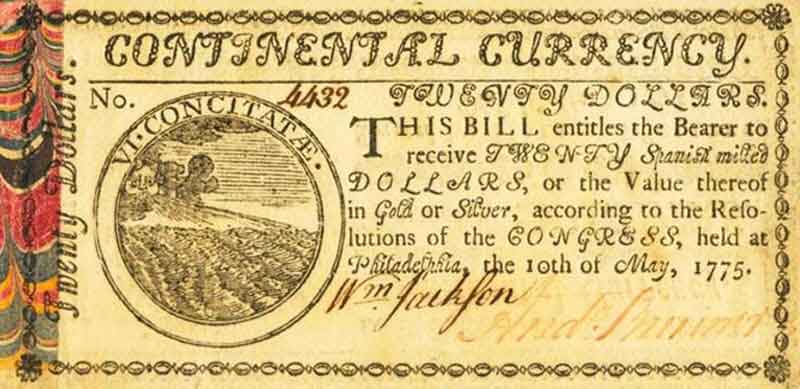 CONTINENTAL CURRENCY.
Twenty Dollars.
No. 4432
VI: CONCITATÆ.
TWENTY DOLLARS.
THIS BILL entitles the Bearer to
receive TWENTY Spanish milled
DOLLARS, or the Value thereof
in Gold or Silver, according to the Reso-
lutions of the CONGRESS, held at
Philadelphia, the 10th of May, 1775.
Wm. Jackson